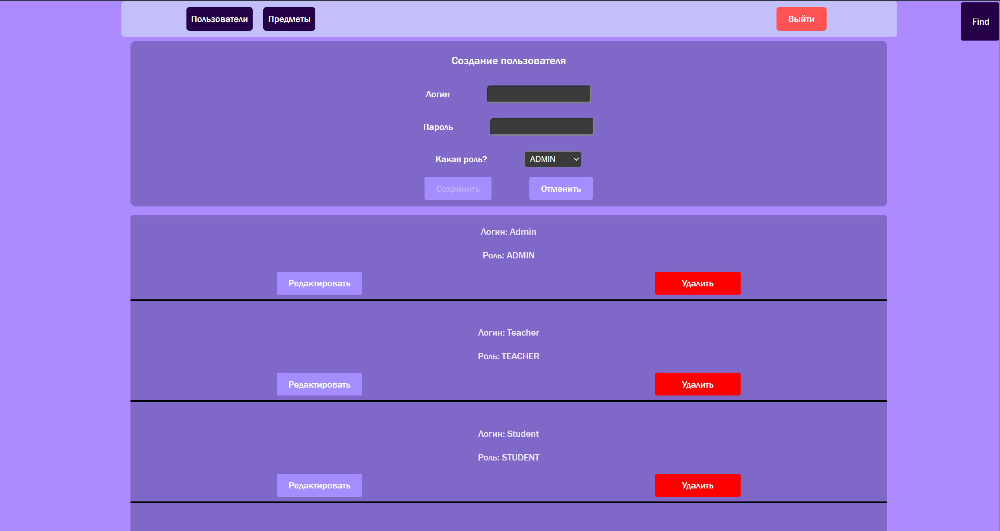 Пользователи Предметы Выйти Find
Создание пользователя
Логин
Пароль
Какая роль? ADMIN
Сохранить Отменить
Логин: Admin
Роль: ADMIN
Редактировать Удалить
Логин: Teacher
Роль: TEACHER
Редактировать Удалить
Логин: Student
Роль: STUDENT
Редактировать Удалить